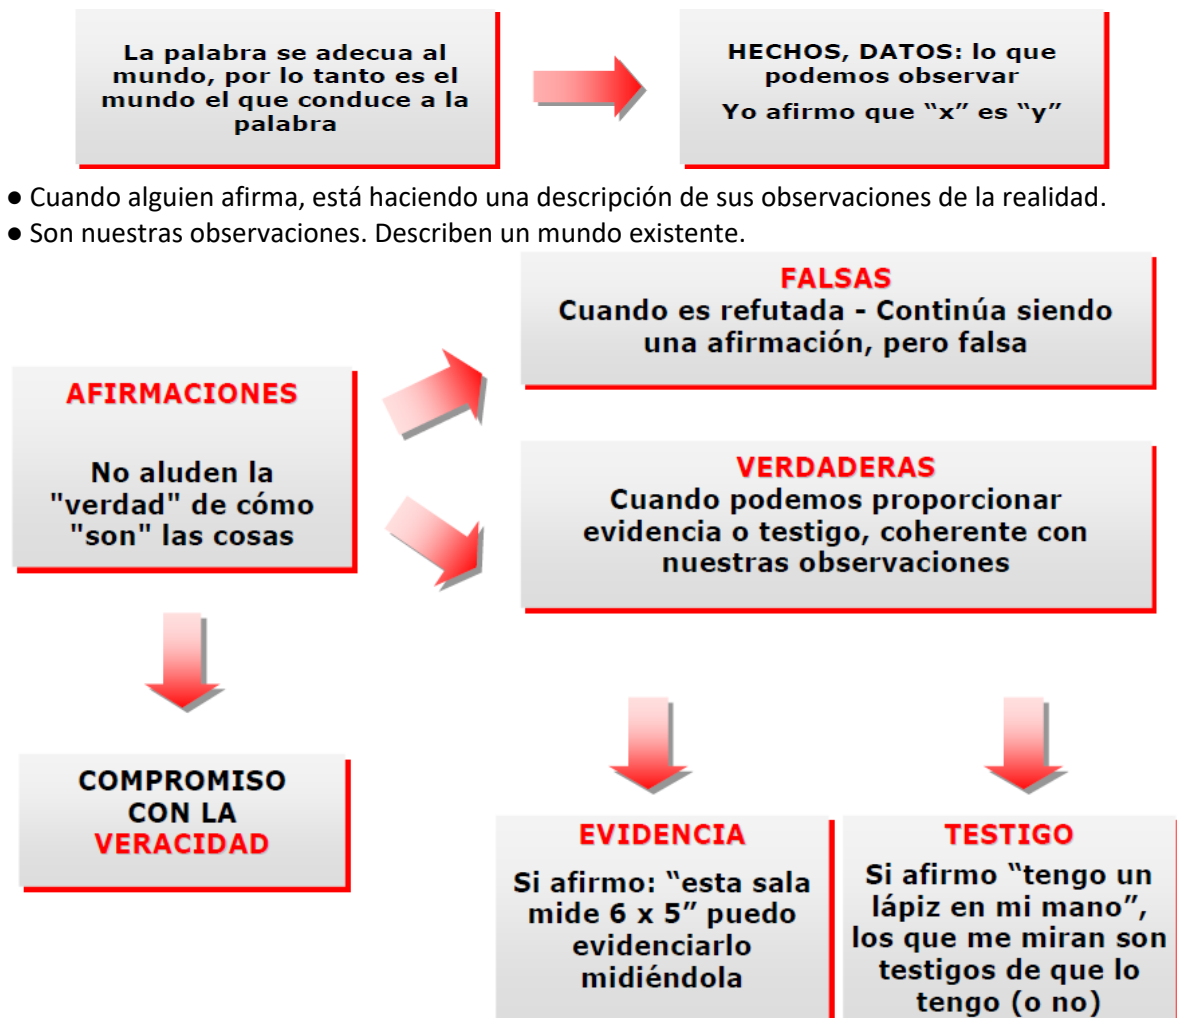 La palabra se adecua al
mundo, por lo tanto es el
mundo el que conduce a la
palabra
HECHOS, DATOS: lo que
podemos observar
Yo afirmo que “x” es “y”
● Cuando alguien afirma, está haciendo una descripción de sus observaciones de la realidad.
● Son nuestras observaciones. Describen un mundo existente.
FALSAS
Cuando es refutada - Continúa siendo
una afirmación, pero falsa
AFIRMACIONES
No aluden la
"verdad" de cómo
"son" las cosas
VERDADERAS
Cuando podemos proporcionar
evidencia o testigo, coherente con
nuestras observaciones
COMPROMISO
CON LA
VERACIDAD
EVIDENCIA
Si afirmo: “esta sala
mide 6 x 5” puedo
evidenciarlo
midiéndola
TESTIGO
Si afirmo “tengo un
lápiz en mi mano”,
los que me miran son
testigos de que lo
tengo (o no)